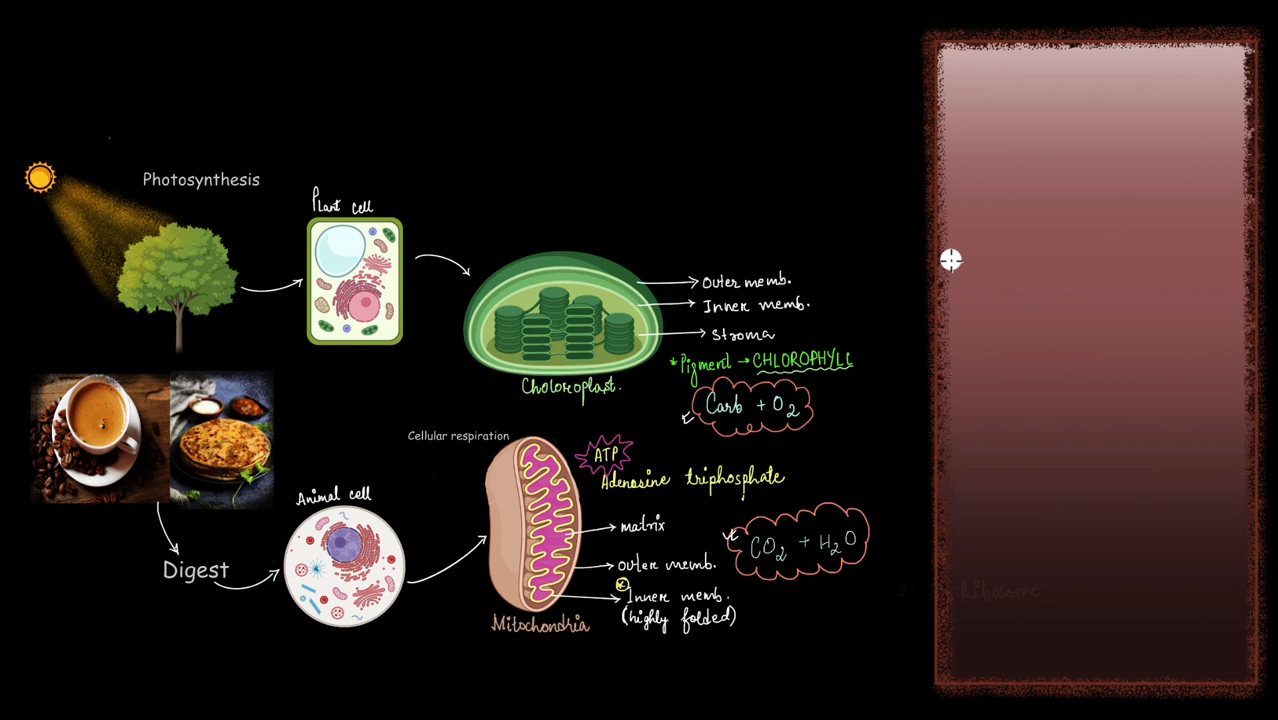 Photosynthesis
Plant cell
Outer memb.
Inner memb.
Stroma
* Pigment → CHLOROPHYLL
Choloroplast.
Carb + O2
Cellular respiration
ATP
Adenosine triphosphate
Animal cell
matrix
CO2 + H2O
outer memb.
Digest
Inner memb.
(highly folded)
Mitochondria
Ribosome